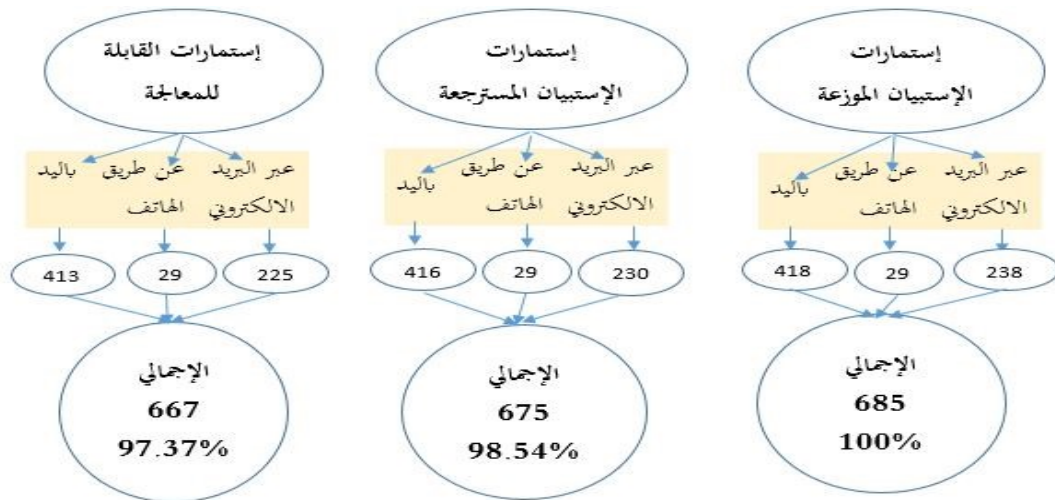 إستمارات
الإستبيان الموزعة
عبر البريد
الالكتروني
عن طريق
الهاتف
باليد
238
29
418
الإجمالي
685
100%
إستمارات
الإستبيان المسترجعة
عبر البريد
الالكتروني
عن طريق
الهاتف
باليد
230
29
416
الإجمالي
675
98.54%
إستمارات القابلة
للمعالجة
عبر البريد
الالكتروني
عن طريق
الهاتف
باليد
225
29
413
الإجمالي
667
97.37%